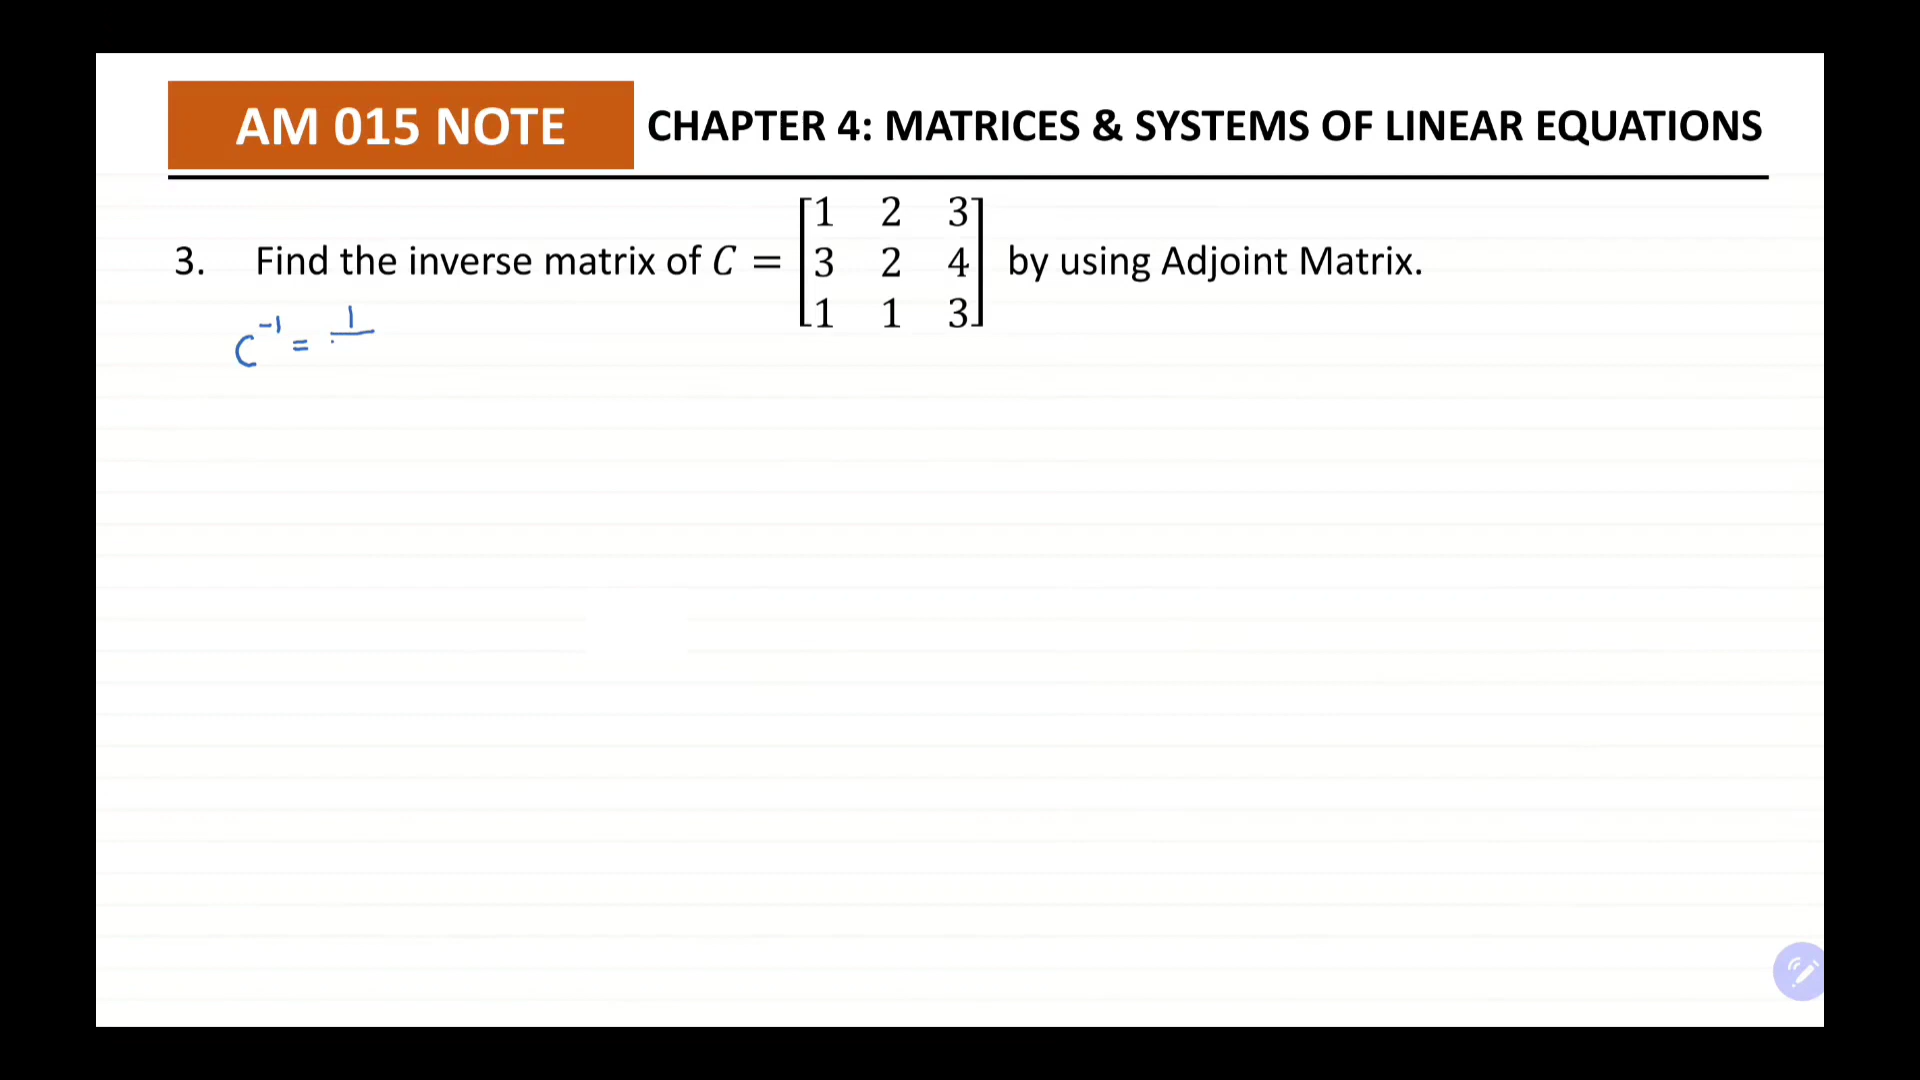 AM 015 NOTE CHAPTER 4: MATRICES & SYSTEMS OF LINEAR EQUATIONS
3. Find the inverse matrix of C = [1 2 3; 3 2 4; 1 1 3] by using Adjoint Matrix.
C⁻¹ = 1/